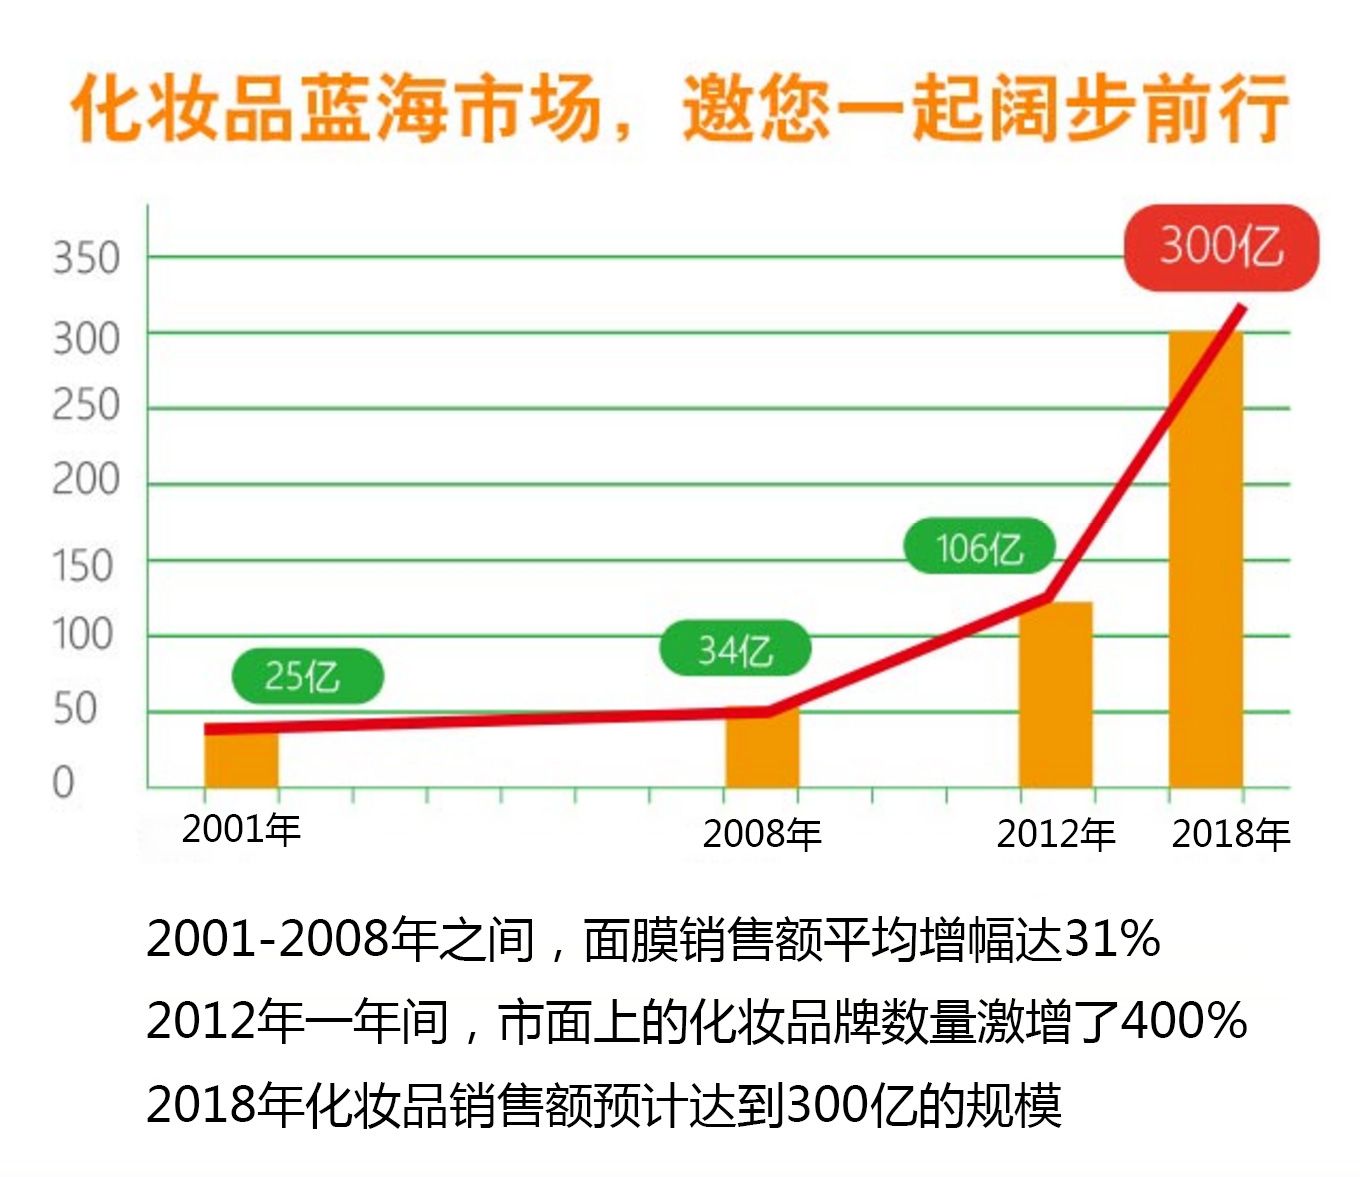 化妆品蓝海市场，邀您一起阔步前行
350
300
250
200
150
100
50
0
300亿
106亿
34亿
25亿
2001年
2008年
2012年
2018年
2001-2008年之间，面膜销售额平均增幅达31%
2012年一年间，市面上的化妆品牌数量激增了400%
2018年化妆品销售额预计达到300亿的规模